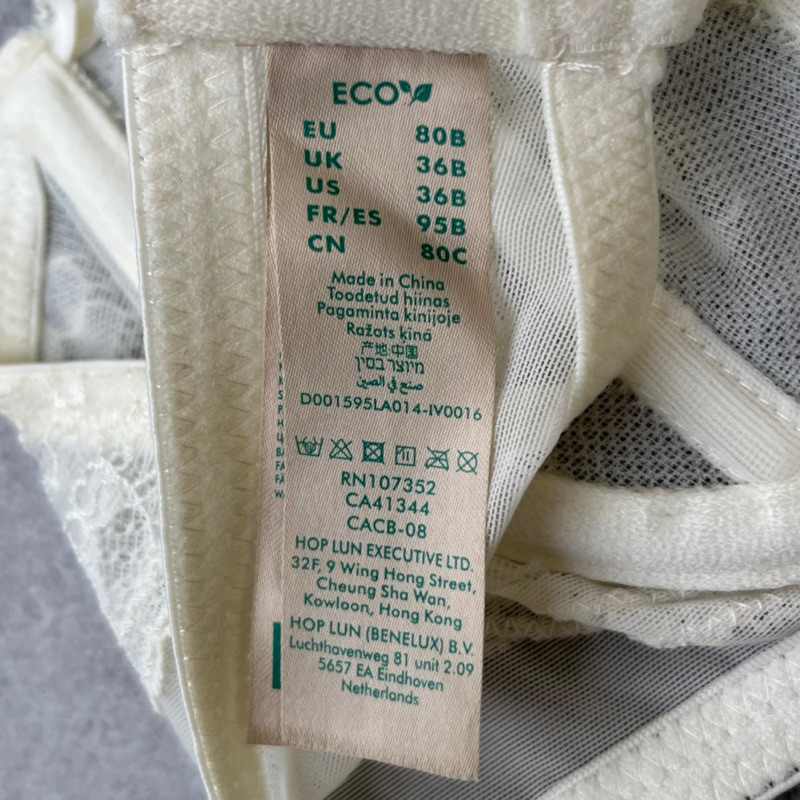 ECO
EU 80B
UK 36B
US 36B
FR/ES 95B
CN 80C
Made in China
Toodetud hiinas
Pagaminta kinijoje
Ražots ķīnā
产地:中国
מיוצר בסין
صنع في الصين
D001595LA014-IV0016
RN107352
CA41344
CACB-08
HOP LUN EXECUTIVE LTD.
32F, 9 Wing Hong Street,
Cheung Sha Wan,
Kowloon, Hong Kong
HOP LUN (BENELUX) B.V.
Luchthavenweg 81 unit 2.09
5657 EA Eindhoven
Netherlands